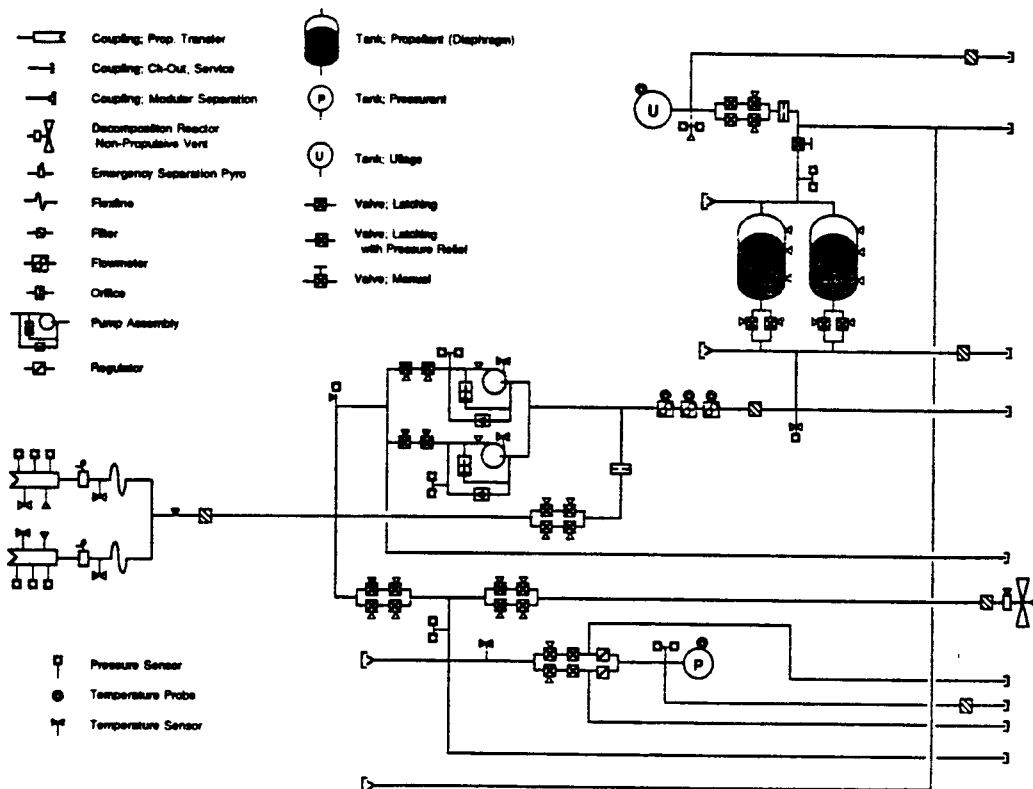 Coupling; Prop. Transfer
Coupling; Ck-Out, Service
Coupling; Modular Separation
Decomposition Reactor
Non-Propulsive Vent
Emergency Separation Pyro
Flexline
Filter
Flowmeter
Orifice
Pump Assembly
Regulator
Tank; Propellant (Diaphragm)
P
Tank; Pressurant
U
Tank; Ullage
Valve; Latching
Valve; Latching
with Pressure Relief
Valve; Manual
U
P
Pressure Sensor
Temperature Probe
Temperature Sensor